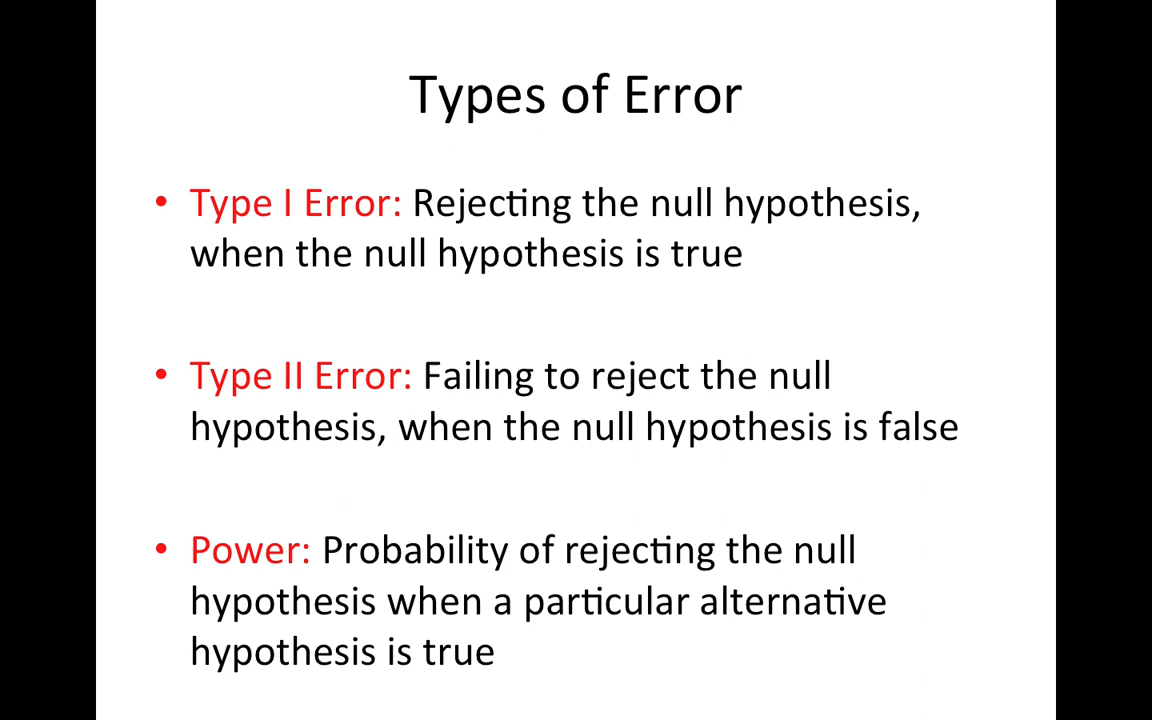 Types of Error
• Type I Error: Rejecting the null hypothesis,
when the null hypothesis is true
• Type II Error: Failing to reject the null
hypothesis, when the null hypothesis is false
• Power: Probability of rejecting the null
hypothesis when a particular alternative
hypothesis is true